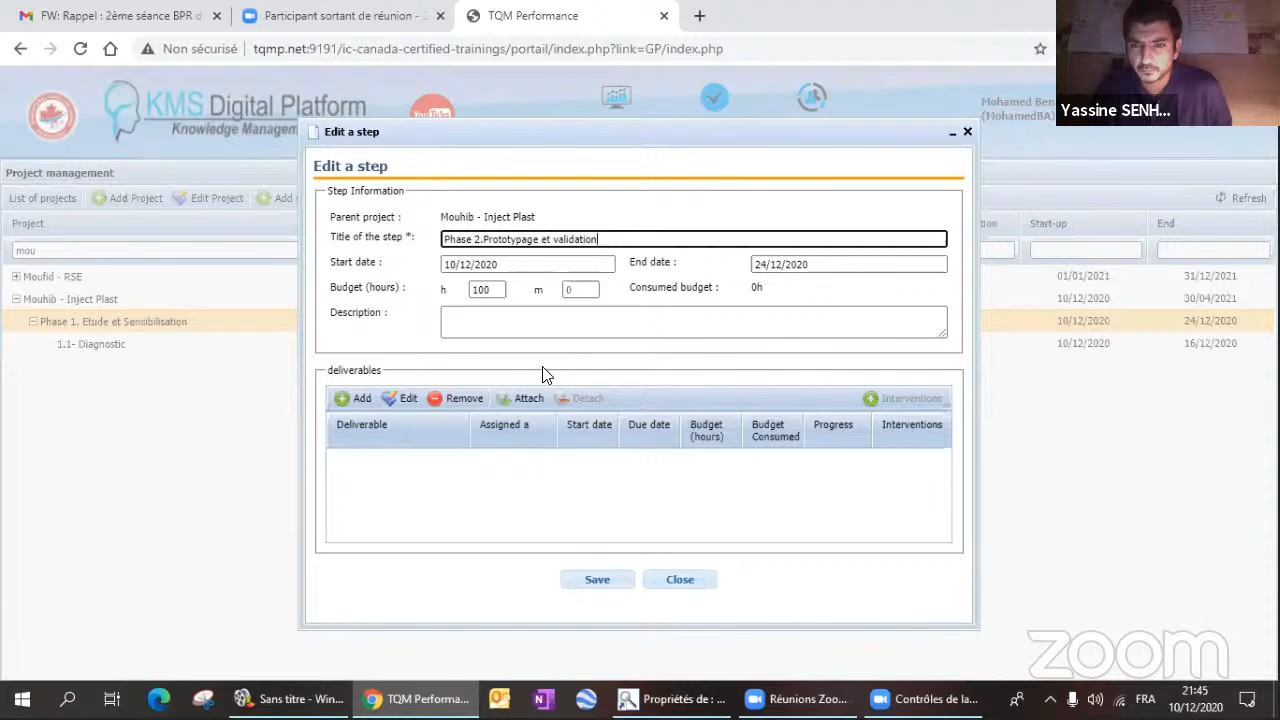 FW: Rappel : 2ème séance BPR d
Participant sortant de réunion - Z
TQM Performance
Non sécurisé
tqmp.net:9191/ic-canada-certified-trainings/portail/index.php?link=GP/index.php
KMS Digital Platform
Knowledge Managem
YouTube
Mohamed Ben
(MohamedBA)
Yassine SENH...
Project management
List of projects
Add Project
Edit Project
Add s
Refresh
Project
tion
Start-up
End
mou
Moufid - RSE
01/01/2021
31/12/2021
Mouhib - Inject Plast
10/12/2020
30/04/2021
Phase 1. Etude et Sensibilisation
10/12/2020
24/12/2020
1.1- Diagnostic
10/12/2020
16/12/2020
Edit a step
Edit a step
Step Information
Parent project :
Mouhib - Inject Plast
Title of the step *:
Phase 2.Prototypage et validation
Start date :
10/12/2020
End date :
24/12/2020
Budget (hours) :
h
100
m
0
Consumed budget :
0h
Description :
deliverables
Add
Edit
Remove
Attach
Detach
Interventions
Deliverable
Assigned a
Start date
Due date
Budget (hours)
Budget Consumed
Progress
Interventions
Save
Close
zoom
Sans titre - Win...
TQM Performa...
Propriétés de : ...
Réunions Zoo...
Contrôles de la...
FRA
21:45
10/12/2020